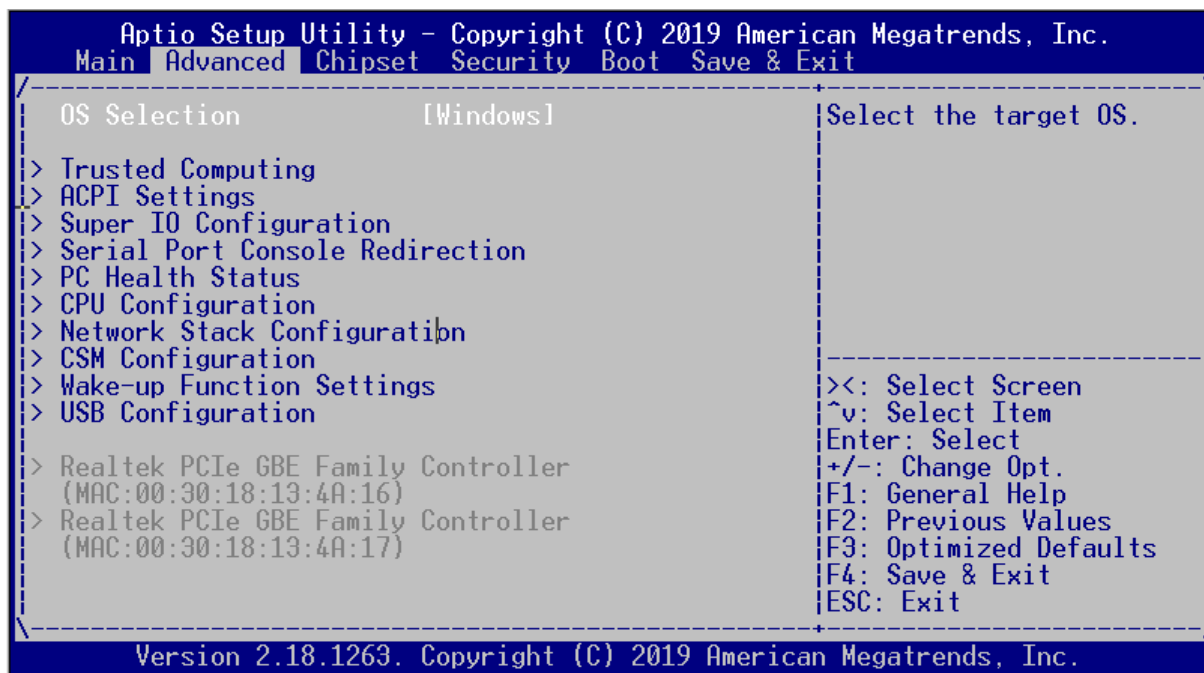 Aptio Setup Utility - Copyright (C) 2019 American Megatrends, Inc.
Main Advanced Chipset Security Boot Save & Exit
OS Selection [Windows]
> Trusted Computing
> ACPI Settings
> Super IO Configuration
> Serial Port Console Redirection
> PC Health Status
> CPU Configuration
> Network Stack Configuration
> CSM Configuration
> Wake-up Function Settings
> USB Configuration
> Realtek PCIe GBE Family Controller
(MAC:00:30:18:13:4A:16)
> Realtek PCIe GBE Family Controller
(MAC:00:30:18:13:4A:17)
Select the target OS.
><: Select Screen
^v: Select Item
Enter: Select
+/-: Change Opt.
F1: General Help
F2: Previous Values
F3: Optimized Defaults
F4: Save & Exit
ESC: Exit
Version 2.18.1263. Copyright (C) 2019 American Megatrends, Inc.